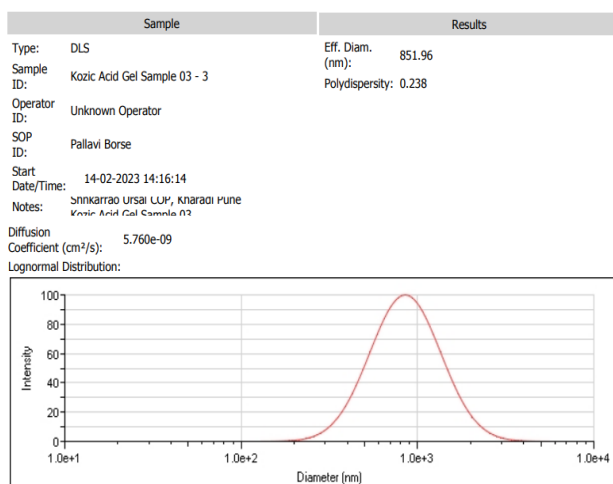 Sample
Results
Type: DLS
Eff. Diam.
(nm): 851.96
Polydispersity: 0.238
Sample
ID: Kozic Acid Gel Sample 03 - 3
Operator
ID: Unknown Operator
SOP
ID: Pallavi Borse
Start
Date/Time: 14-02-2023 14:16:14
Notes: Shnkarrao Ursal COP, Kharadi Pune
Kozic Acid Gel Sample 03
Diffusion
Coefficient (cm²/s): 5.760e-09
Lognormal Distribution:
100
80
60
40
20
0
Intensity
1.0e+1 1.0e+2 1.0e+3 1.0e+4
Diameter (nm)